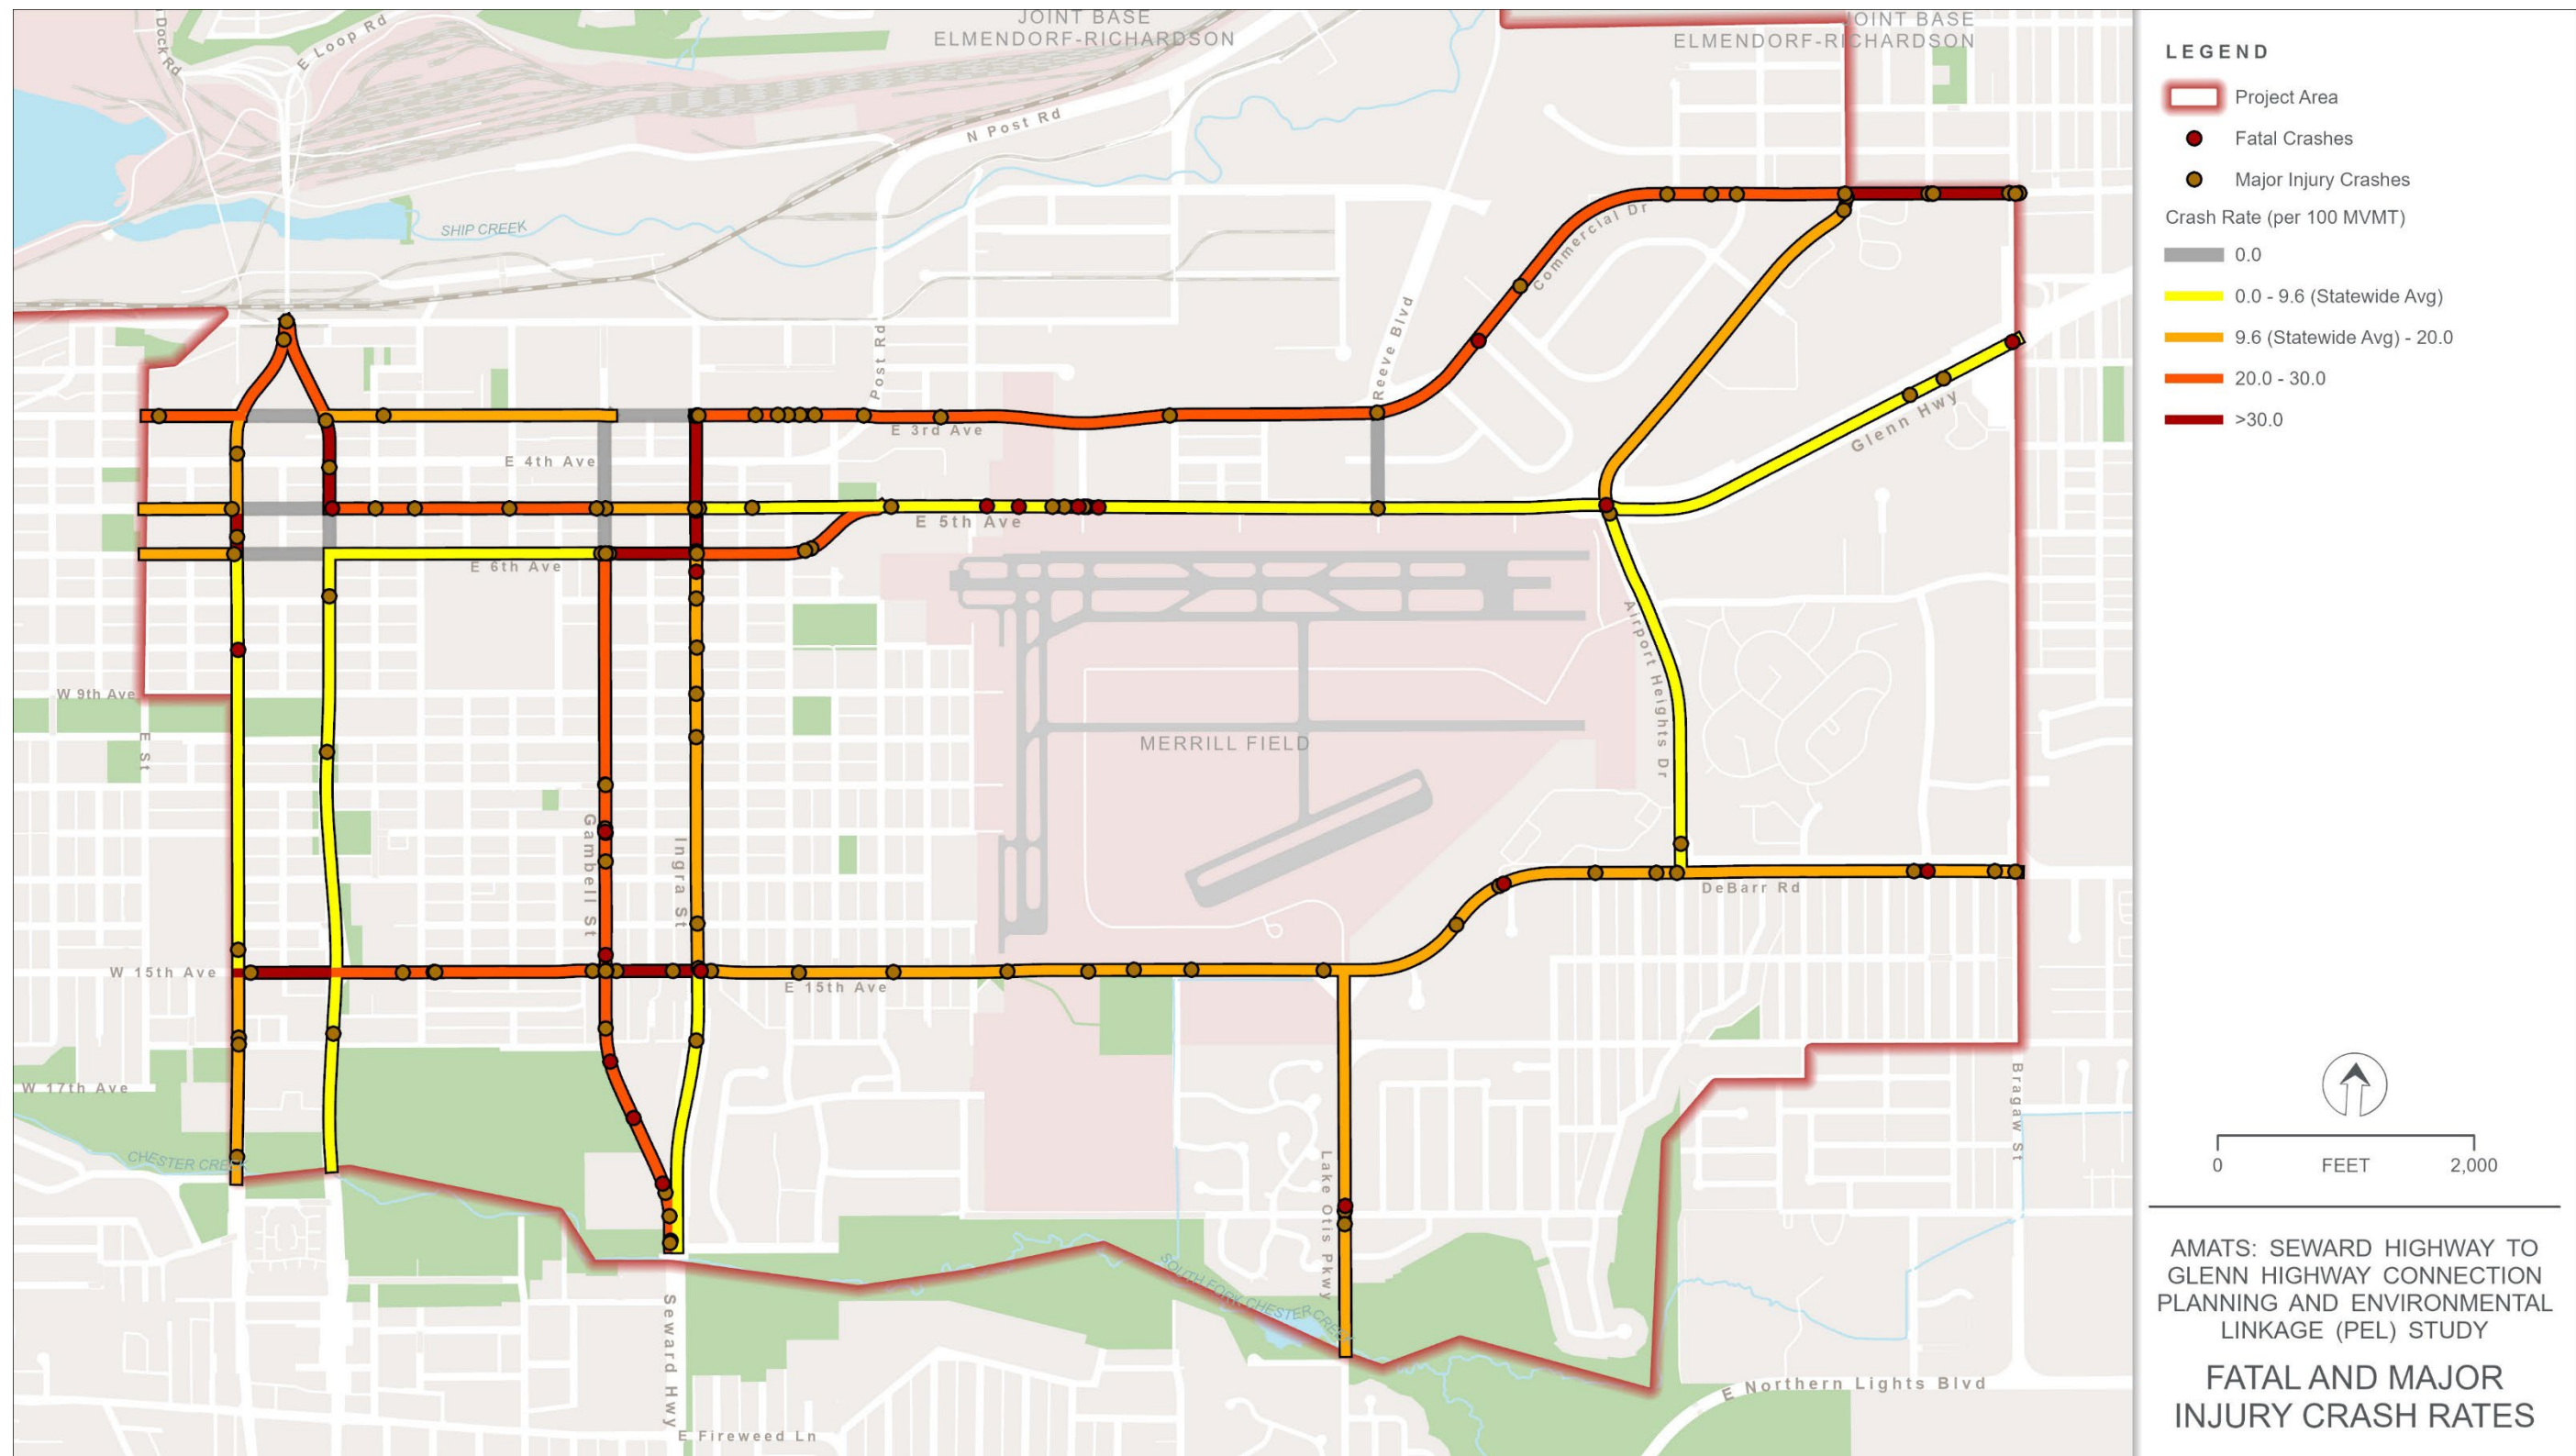 JOINT BASE
ELMENDORF-RICHARDSON
JOINT BASE
ELMENDORF-RICHARDSON
Dock Rd
E Loop Rd
N Post Rd
SHIP CREEK
Commercial Dr
Post Rd
Reeve Blvd
E 3rd Ave
E 4th Ave
Glenn Hwy
E 5th Ave
E 6th Ave
Airport Heights Dr
W 9th Ave
E St
MERRILL FIELD
Gambell St
Ingra St
DeBarr Rd
W 15th Ave
E 15th Ave
W 17th Ave
Bragaw St
CHESTER CREEK
Lake Otis Pkwy
SOUTH FORK CHESTER CREEK
Seward Hwy
E Northern Lights Blvd
E Fireweed Ln
LEGEND
Project Area
Fatal Crashes
Major Injury Crashes
Crash Rate (per 100 MVMT)
0.0
0.0 - 9.6 (Statewide Avg)
9.6 (Statewide Avg) - 20.0
20.0 - 30.0
>30.0
0 FEET 2,000
AMATS: SEWARD HIGHWAY TO
GLENN HIGHWAY CONNECTION
PLANNING AND ENVIRONMENTAL
LINKAGE (PEL) STUDY
FATAL AND MAJOR
INJURY CRASH RATES